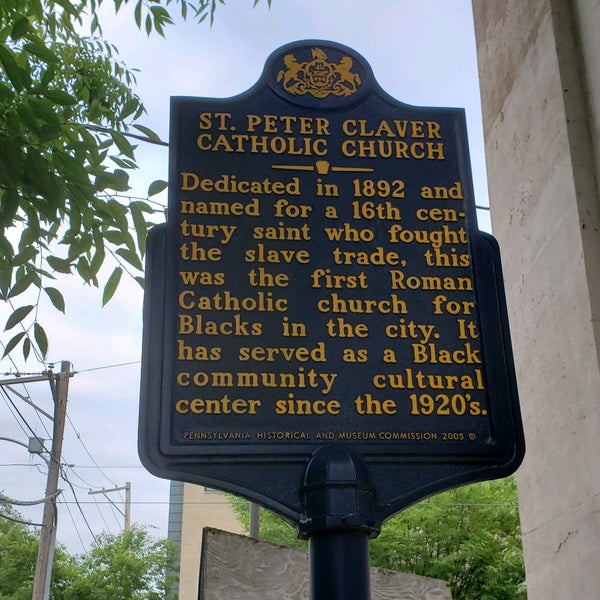 ST. PETER CLAVER
CATHOLIC CHURCH
Dedicated in 1892 and
named for a 16th cen-
tury saint who fought
the slave trade, this
was the first Roman
Catholic church for
Blacks in the city. It
has served as a Black
community cultural
center since the 1920's.
PENNSYLVANIA HISTORICAL AND MUSEUM COMMISSION 2005